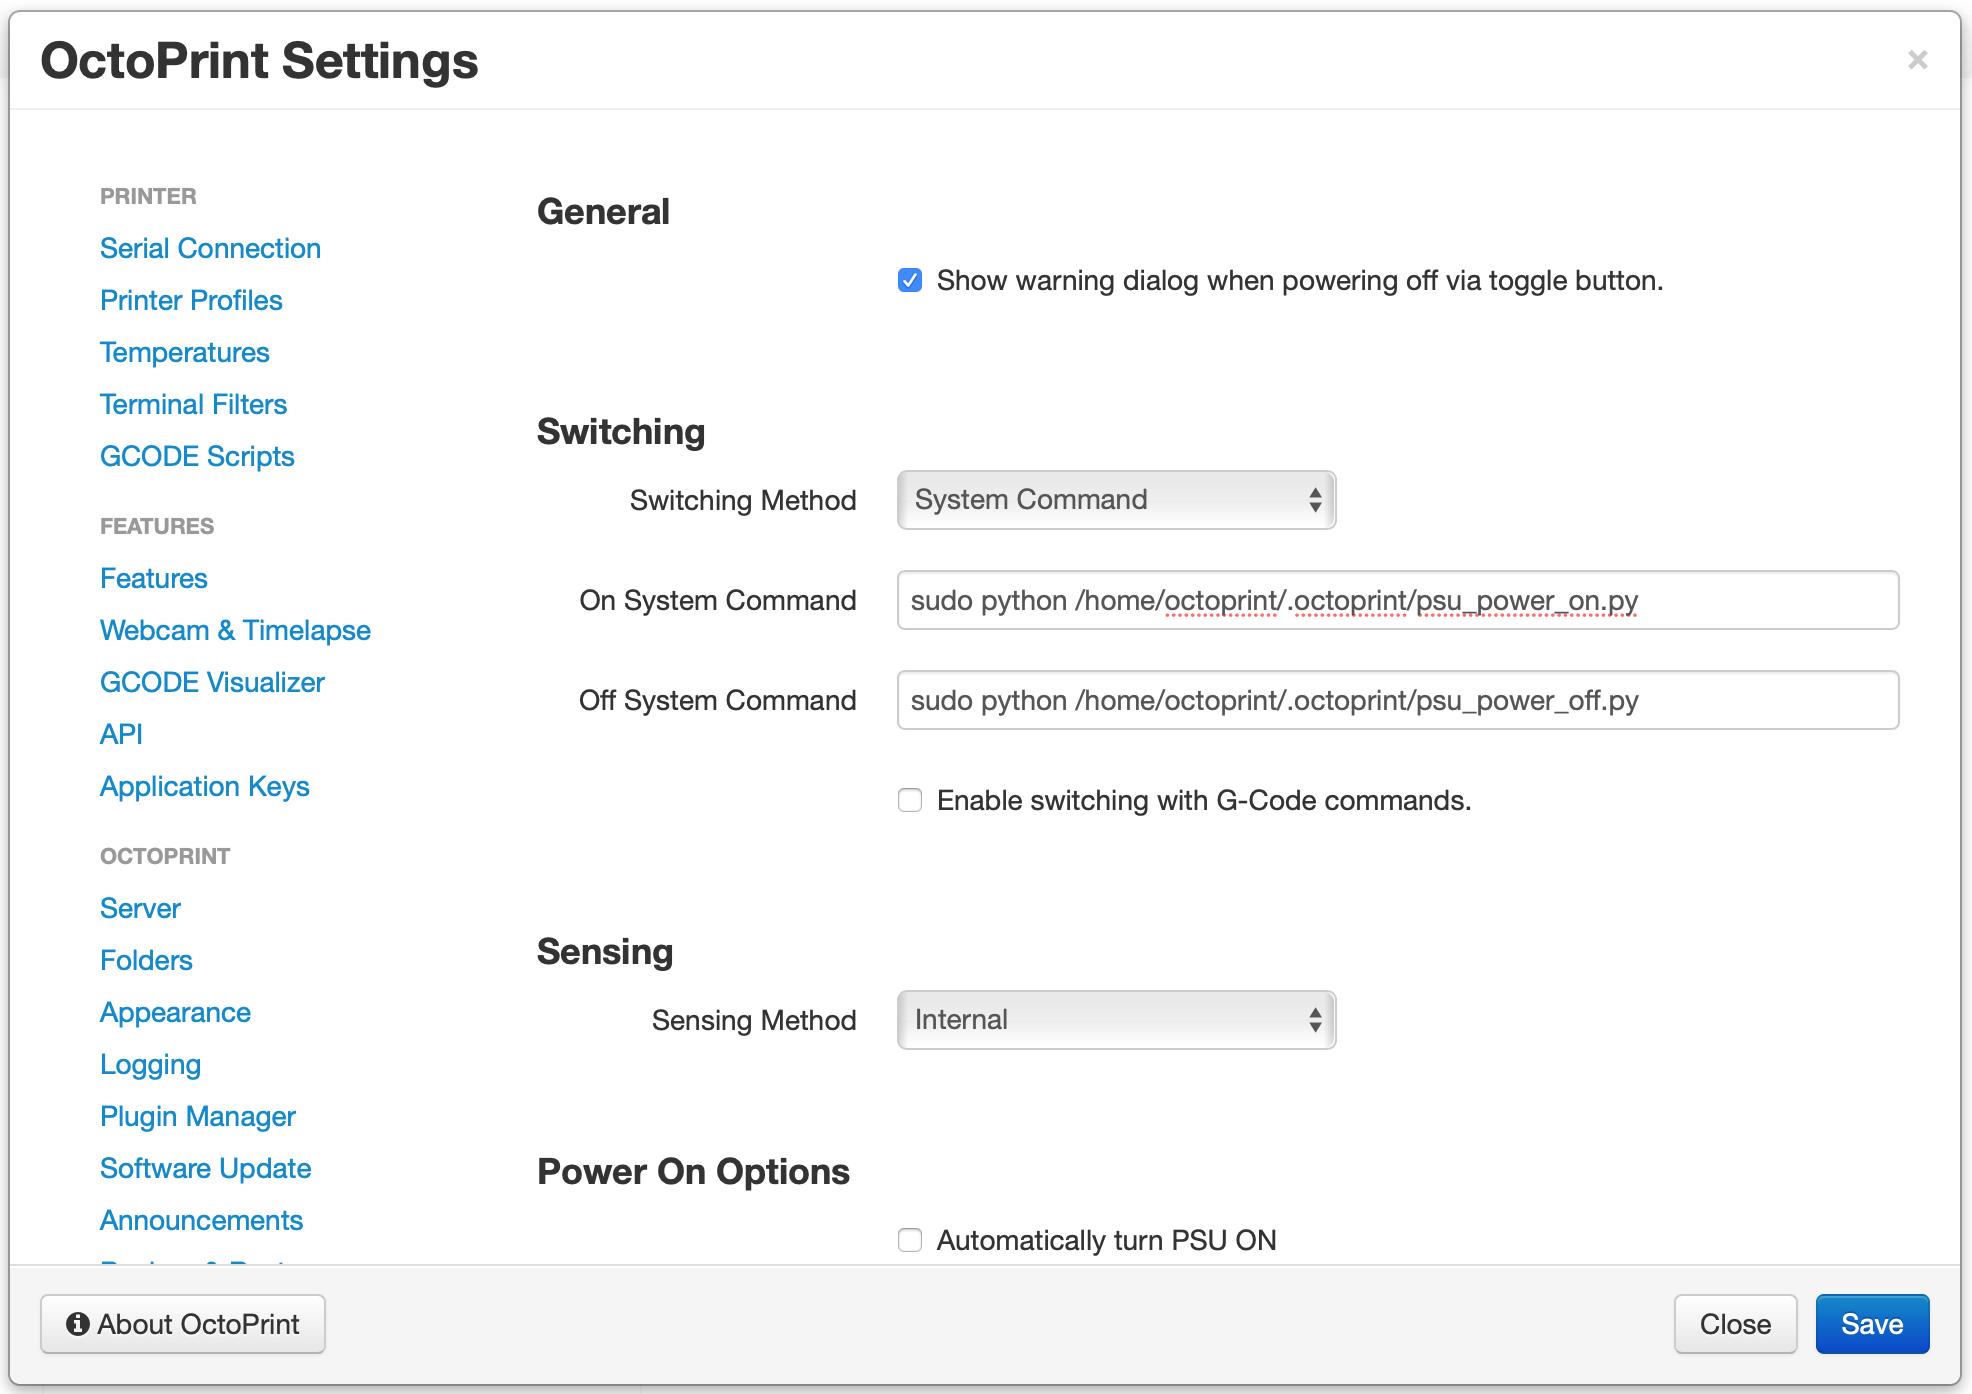 OctoPrint Settings
×
PRINTER
Serial Connection
Printer Profiles
Temperatures
Terminal Filters
GCODE Scripts
FEATURES
Features
Webcam & Timelapse
GCODE Visualizer
API
Application Keys
OCTOPRINT
Server
Folders
Appearance
Logging
Plugin Manager
Software Update
Announcements
General
Show warning dialog when powering off via toggle button.
Switching
Switching Method System Command
On System Command sudo python /home/octoprint/.octoprint/psu_power_on.py
Off System Command sudo python /home/octoprint/.octoprint/psu_power_off.py
Enable switching with G-Code commands.
Sensing
Sensing Method Internal
Power On Options
Automatically turn PSU ON
About OctoPrint
Close
Save